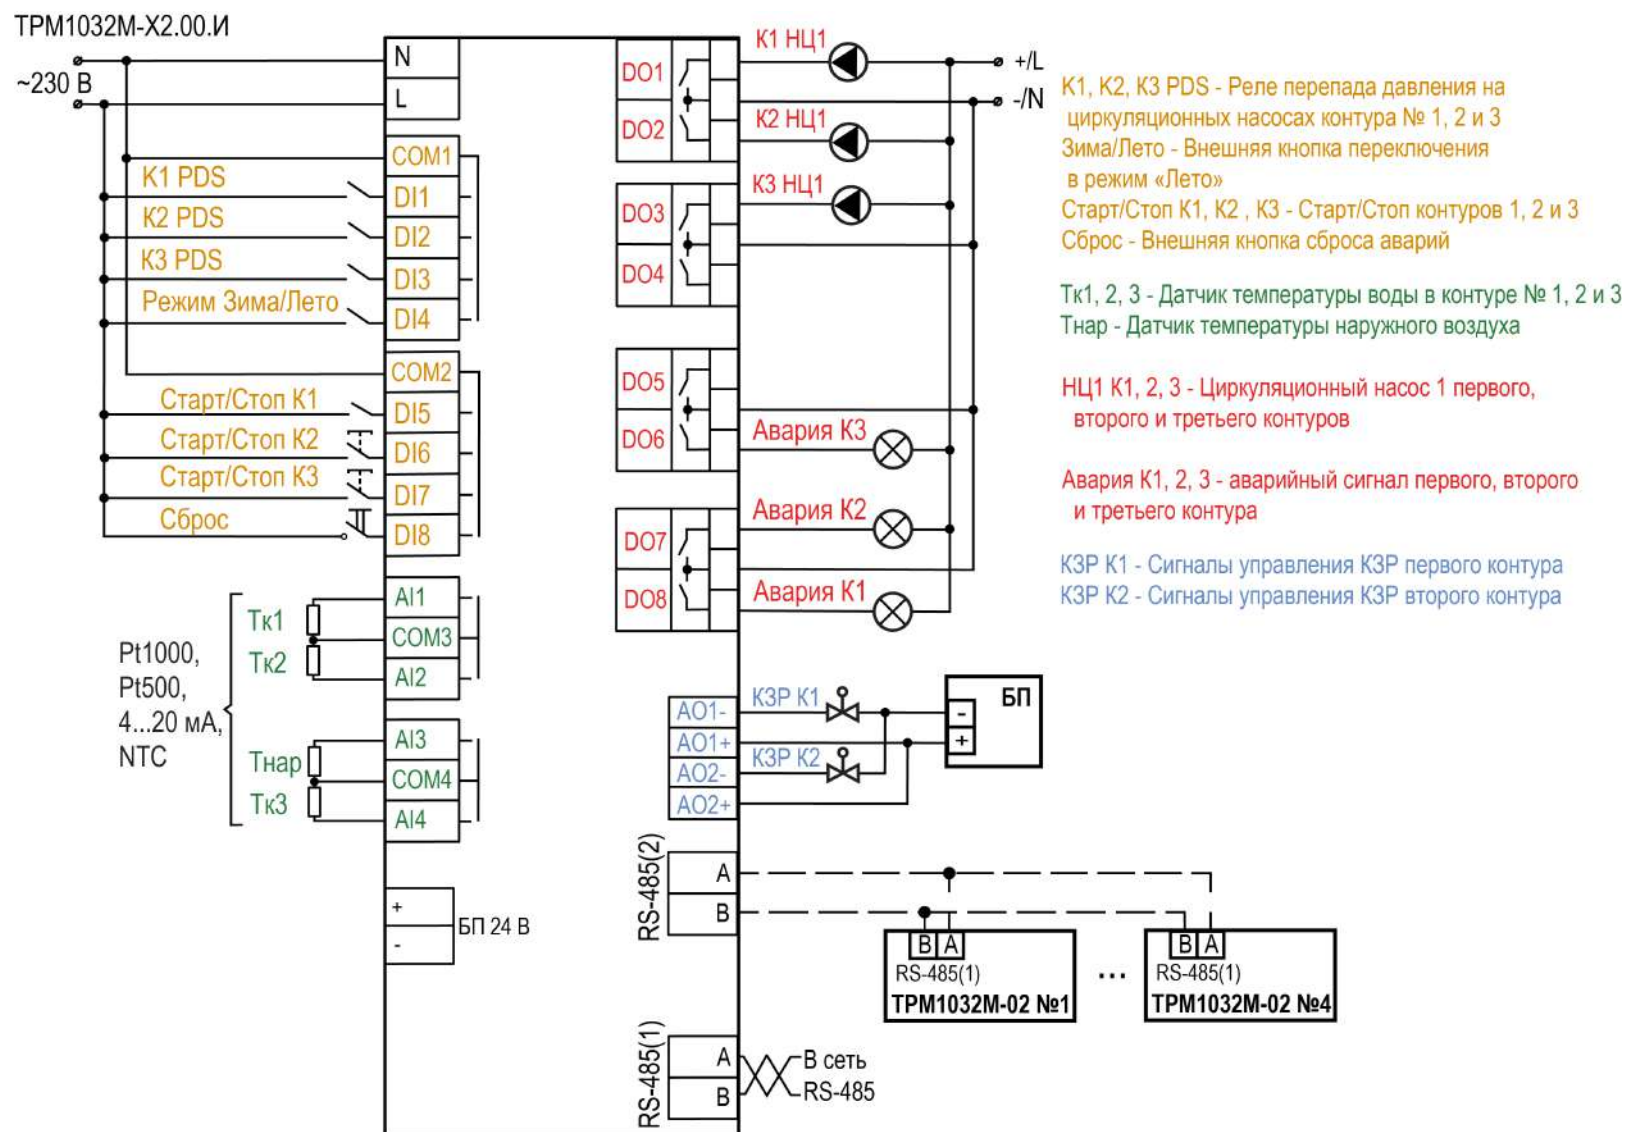 ТРМ1032М-Х2.00.И
~230 В
N
L
COM1
K1 PDS
DI1
K2 PDS
DI2
K3 PDS
DI3
Режим Зима/Лето
DI4
COM2
Старт/Стоп К1
DI5
Старт/Стоп К2
DI6
Старт/Стоп К3
DI7
Сброс
DI8
Pt1000,
Pt500,
4...20 мА,
NTC
Тк1
Тк2
AI1
COM3
AI2
Тнар
Тк3
AI3
COM4
AI4
+
-
БП 24 В
DO1
DO2
DO3
DO4
DO5
DO6
DO7
DO8
К1 НЦ1
К2 НЦ1
К3 НЦ1
+/L
-/N
Авария К3
Авария К2
Авария К1
AO1-
AO1+
AO2-
AO2+
КЗР К1
КЗР К2
БП
-
+
RS-485(2)
A
B
B A
RS-485(1)
ТРМ1032М-02 №1
...
B A
RS-485(1)
ТРМ1032М-02 №4
RS-485(1)
A
B
В сеть
RS-485
K1, K2, K3 PDS - Реле перепада давления на
циркуляционных насосах контура № 1, 2 и 3
Зима/Лето - Внешняя кнопка переключения
в режим «Лето»
Старт/Стоп К1, К2 , К3 - Старт/Стоп контуров 1, 2 и 3
Сброс - Внешняя кнопка сброса аварий
Тк1, 2, 3 - Датчик температуры воды в контуре № 1, 2 и 3
Тнар - Датчик температуры наружного воздуха
НЦ1 К1, 2, 3 - Циркуляционный насос 1 первого,
второго и третьего контуров
Авария К1, 2, 3 - аварийный сигнал первого, второго
и третьего контура
КЗР К1 - Сигналы управления КЗР первого контура
КЗР К2 - Сигналы управления КЗР второго контура